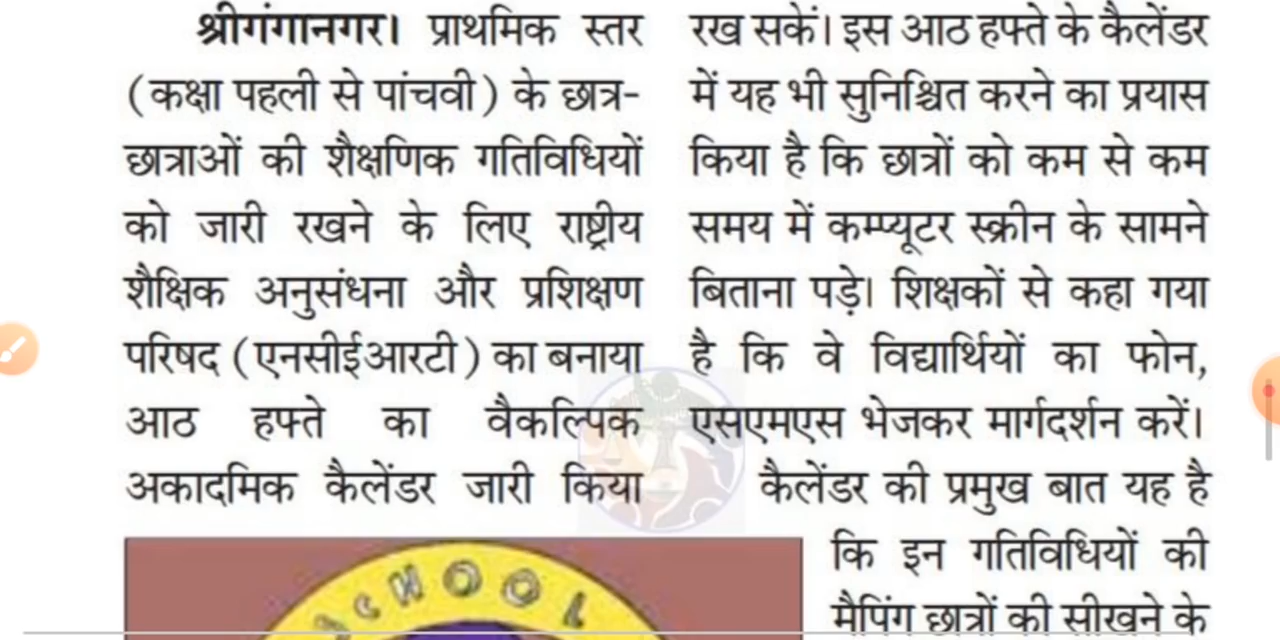 श्रीगंगानगर। प्राथमिक स्तर
(कक्षा पहली से पांचवी) के छात्र-
छात्राओं की शैक्षणिक गतिविधियों
को जारी रखने के लिए राष्ट्रीय
शैक्षिक अनुसंधना और प्रशिक्षण
परिषद (एनसीईआरटी) का बनाया
आठ हफ्ते का वैकल्पिक
अकादमिक कैलेंडर जारी किया
SCHOOL
रख सकें। इस आठ हफ्ते के कैलेंडर
में यह भी सुनिश्चित करने का प्रयास
किया है कि छात्रों को कम से कम
समय में कम्प्यूटर स्क्रीन के सामने
बिताना पड़े। शिक्षकों से कहा गया
है कि वे विद्यार्थियों का फोन,
एसएमएस भेजकर मार्गदर्शन करें।
कैलेंडर की प्रमुख बात यह है
कि इन गतिविधियों की
मैपिंग छात्रों की सीखने के